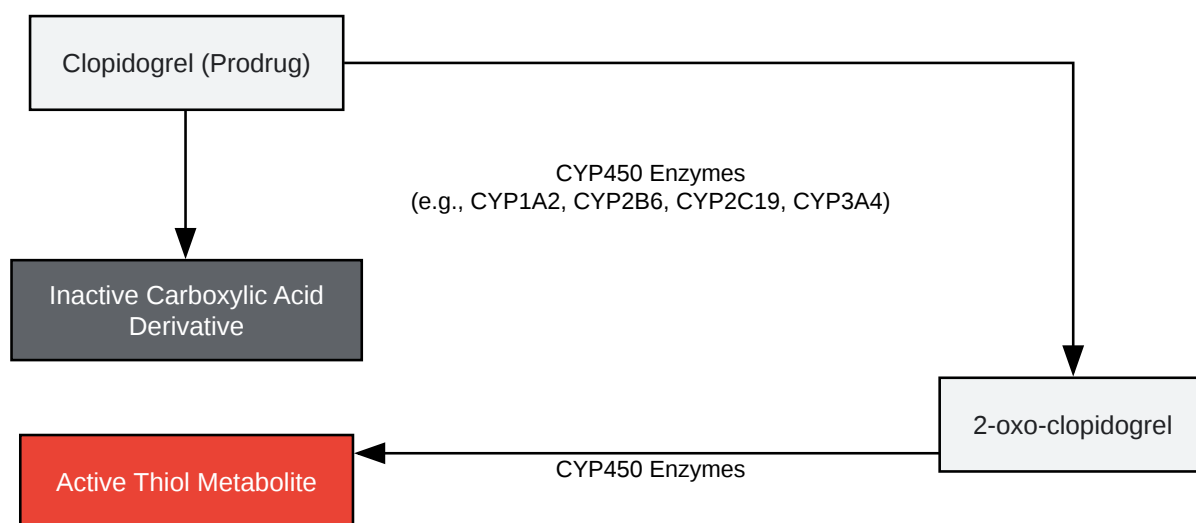 Clopidogrel (Prodrug)
CYP450 Enzymes
(e.g., CYP1A2, CYP2B6, CYP2C19, CYP3A4)
Inactive Carboxylic Acid
Derivative
2-oxo-clopidogrel
CYP450 Enzymes
Active Thiol Metabolite